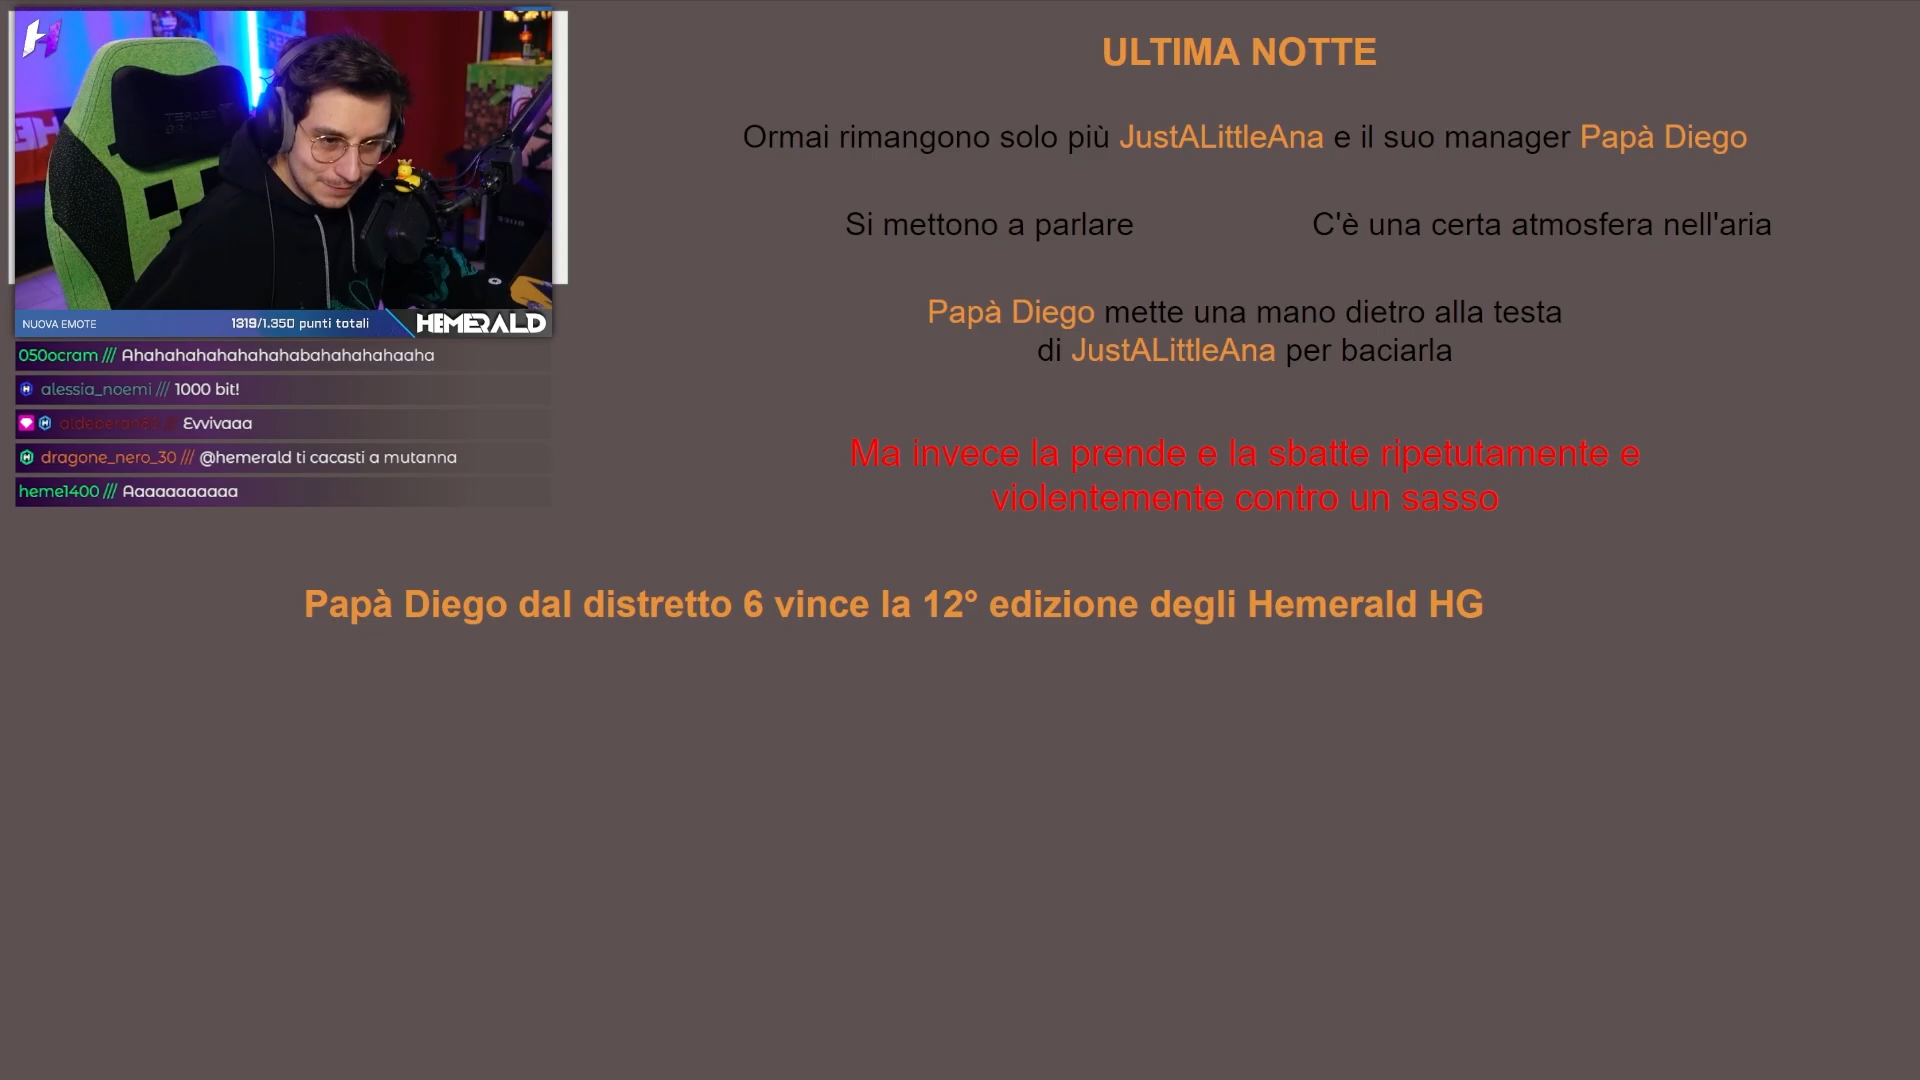 NUOVA EMOTE 1319/1.350 punti totali HEMERALD
050ocram /// Ahahahahahahahahabahahahahaaha
alessia_noemi /// 1000 bit!
/// Evvivaaa
dragone_nero_30 /// @hemerald ti cacasti a mutanna
heme1400 /// Aaaaaaaaaaa
ULTIMA NOTTE
Ormai rimangono solo più JustALittleAna e il suo manager Papà Diego
Si mettono a parlare
C'è una certa atmosfera nell'aria
Papà Diego mette una mano dietro alla testa
di JustALittleAna per baciarla
Ma invece la prende e la sbatte ripetutamente e
violentemente contro un sasso
Papà Diego dal distretto 6 vince la 12° edizione degli Hemerald HG